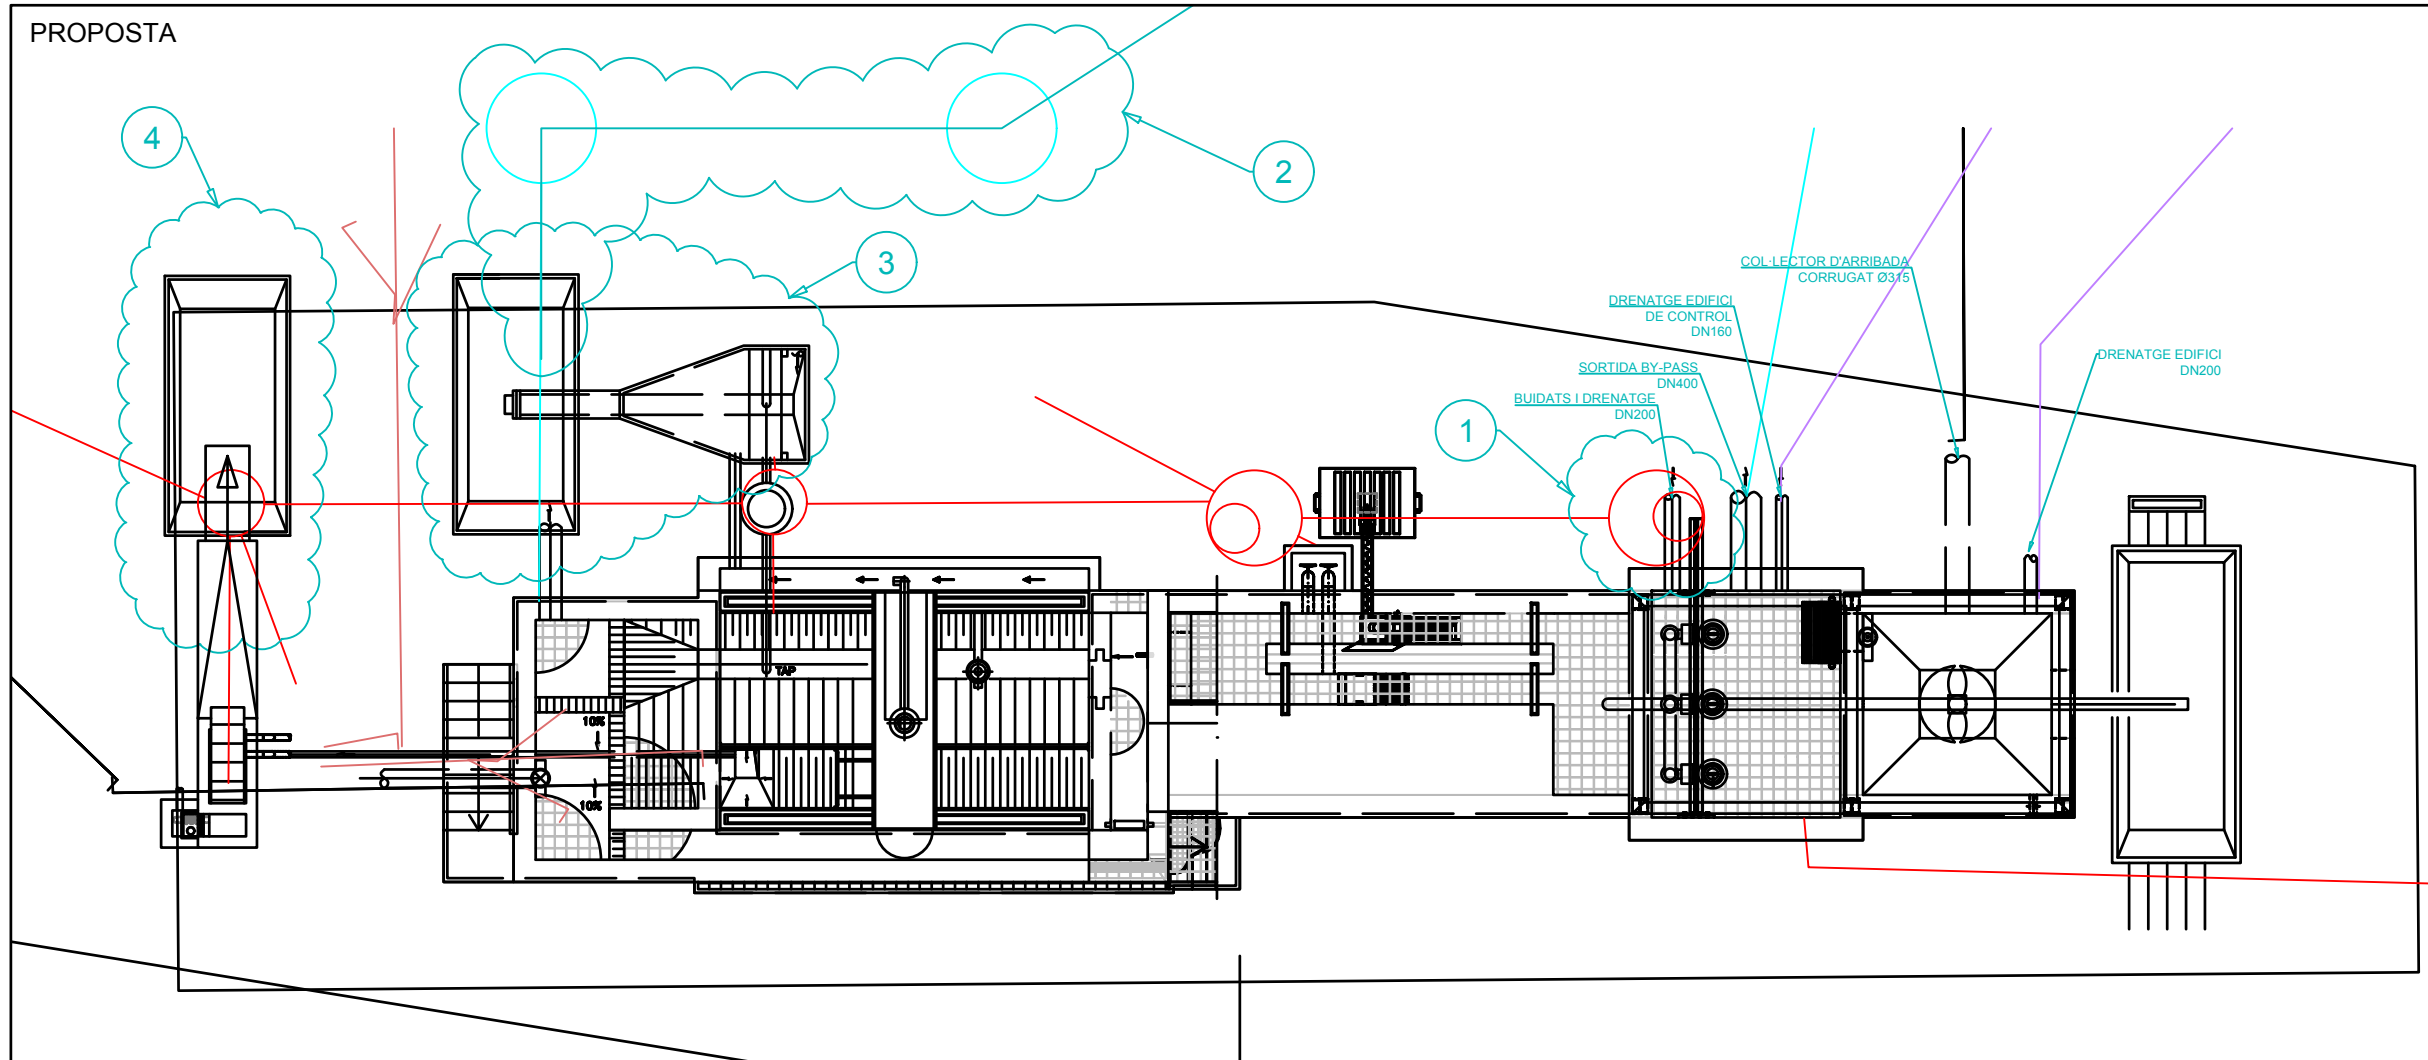 PROPOSTA
4
2
3
COL·LECTOR D'ARRIBADA
CORRUGAT Ø315
DRENATGE EDIFICI
DE CONTROL
DN160
DRENATGE EDIFICI
DN200
SORTIDA BY-PASS
DN400
BUIDATS I DRENATGE
DN200
1
TAP
10%
10%